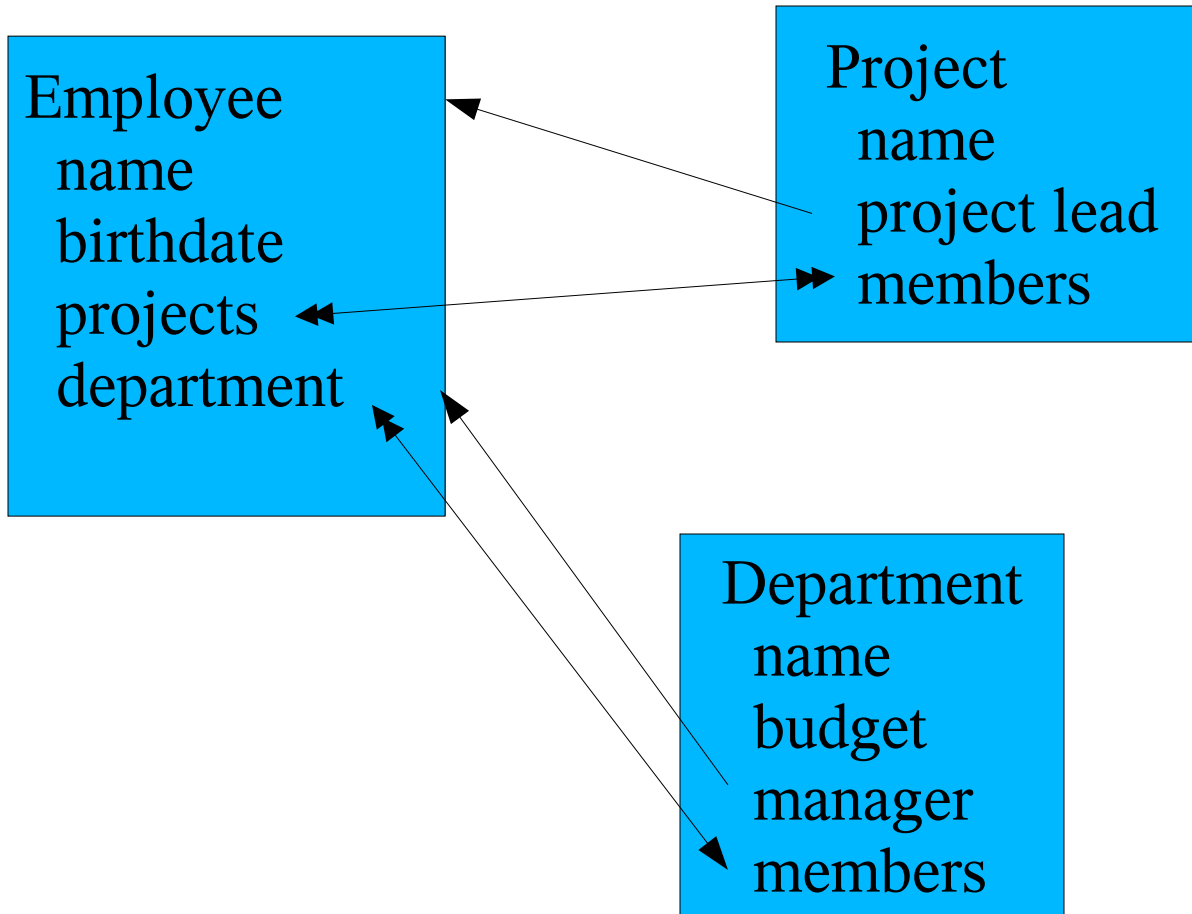 Employee
name
birthdate
projects
department
Project
name
project lead
members
Department
name
budget
manager
members